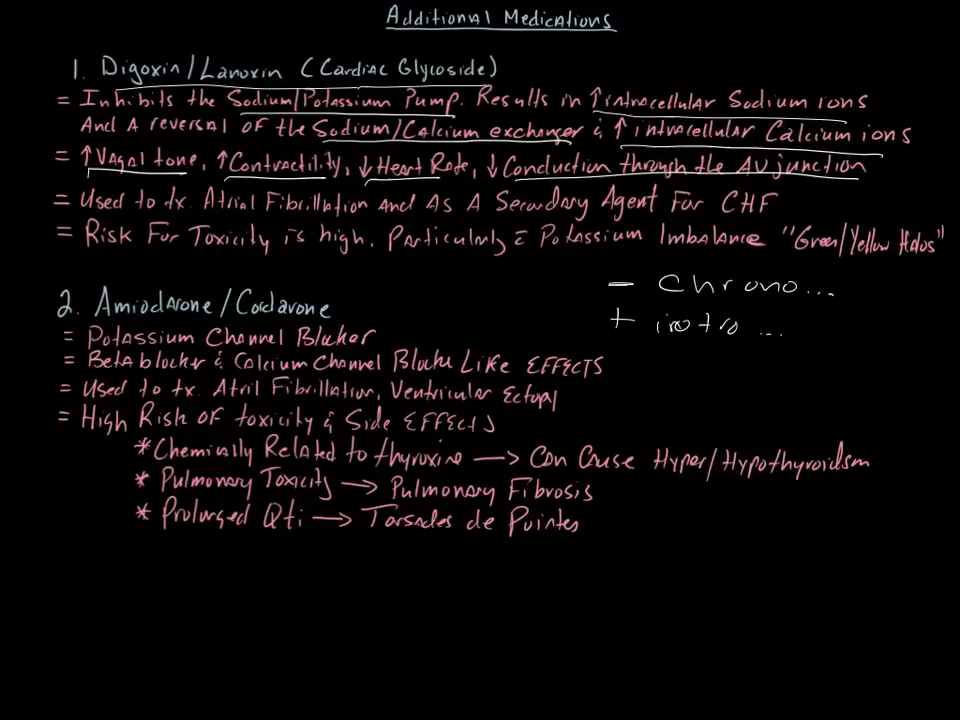 Additional Medications
1. Digoxin/Lanoxin (Cardiac Glycoside)
= Inhibits the Sodium/Potassium Pump. Results in ↑intracellular Sodium ions
And A reversal of the Sodium/Calcium exchanger & ↑ intracellular Calcium ions
= ↑Vagal tone, ↑Contractility, ↓Heart Rate, ↓Conduction through the AV junction
= Used to tx. Atrial Fibrillation And As A Secondary Agent For CHF
= Risk For Toxicity is high. Particularly c̄ Potassium Imbalance "Green/Yellow Halos"
– Chrono...
+ ino tro ...
2. Amiodarone/Cordarone
= Potassium Channel Blocker
= Beta blocker & Calcium Channel Blocker Like EFFECTS
= Used to tx. Atril Fibrillation, Ventricular Ectopy
= High Risk OF toxicity & Side EFFECTS
*Chemically Related to thyroxine → Can Cause Hyper/Hypothyroidsm
* Pulmonary Toxicity → Pulmonary Fibrosis
* Prolonged QTi → Torsades de Pointes